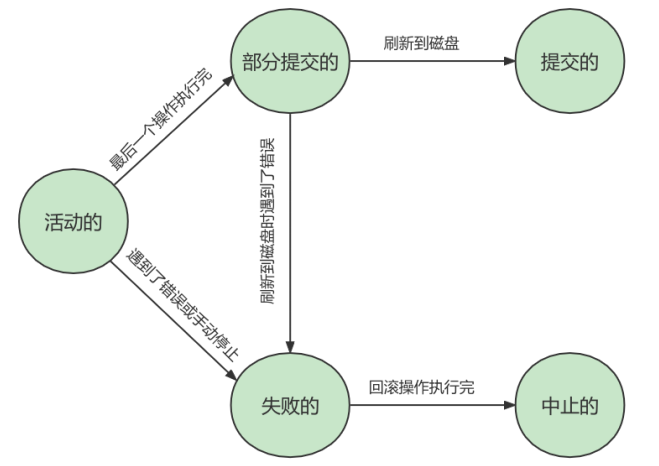 部分提交的
刷新到磁盘
提交的
最后一个操作执行完
刷新到磁盘时遇到了错误
活动的
遇到了错误或手动停止
失败的
回滚操作执行完
中止的